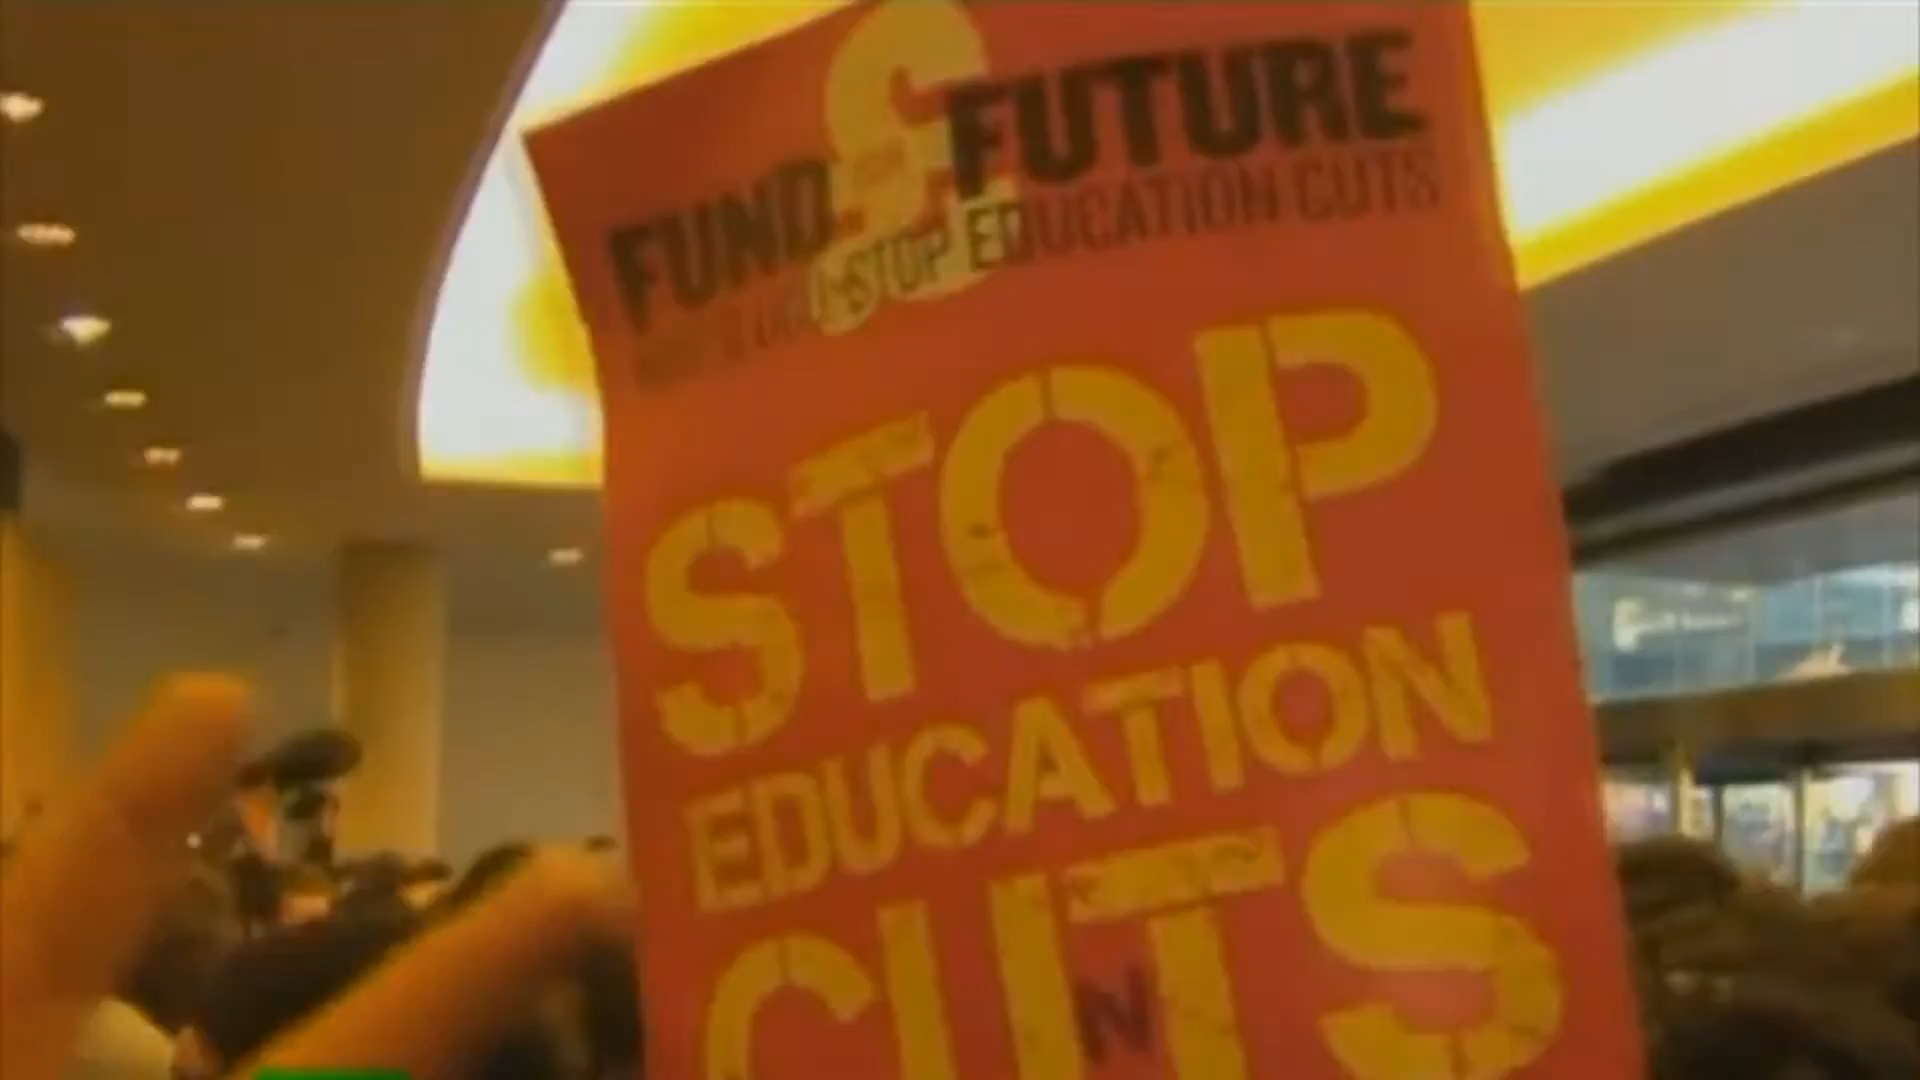 FUND £ FUTURE
STOP EDUCATION CUTS
STOP
EDUCATION
CUTS
N